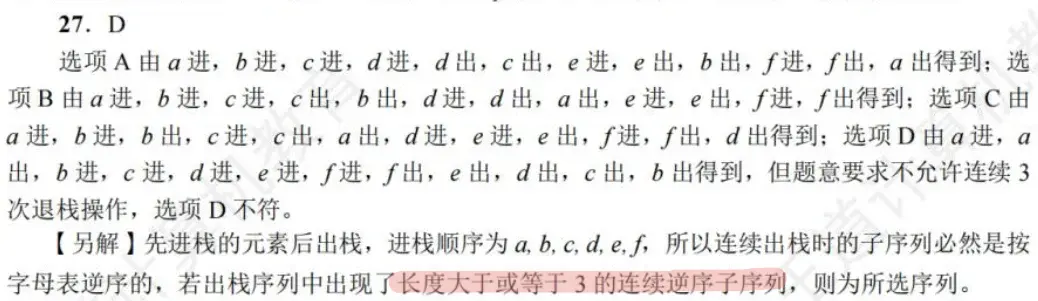 27. D
选项 A 由 a 进，b 进，c 进，d 进，d 出，c 出，e 进，e 出，b 出，f 进，f 出，a 出得到；选
项 B 由 a 进，b 进，c 进，c 出，b 出，d 进，d 出，a 出，e 进，e 出，f 进，f 出得到；选项 C 由
a 进，b 进，b 出，c 进，c 出，a 出，d 进，e 进，e 出，f 进，f 出，d 出得到；选项 D 由 a 进，a
出，b 进，c 进，d 进，e 进，f 进，f 出，e 出，d 出，c 出，b 出得到，但题意要求不允许连续 3
次退栈操作，选项 D 不符。
【另解】先进栈的元素后出栈，进栈顺序为 a, b, c, d, e, f，所以连续出栈时的子序列必然是按
字母表逆序的，若出栈序列中出现了长度大于或等于 3 的连续逆序子序列，则为所选序列。